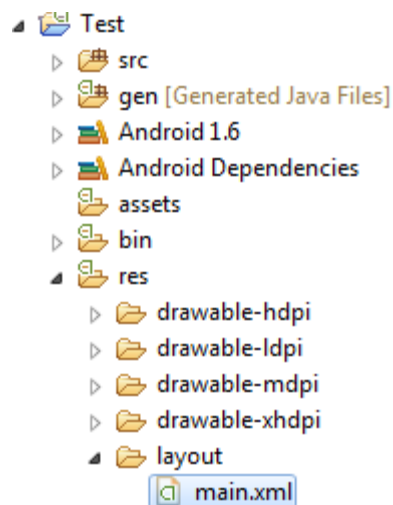 Test
src
gen [Generated Java Files]
Android 1.6
Android Dependencies
assets
bin
res
drawable-hdpi
drawable-ldpi
drawable-mdpi
drawable-xhdpi
layout
main.xml